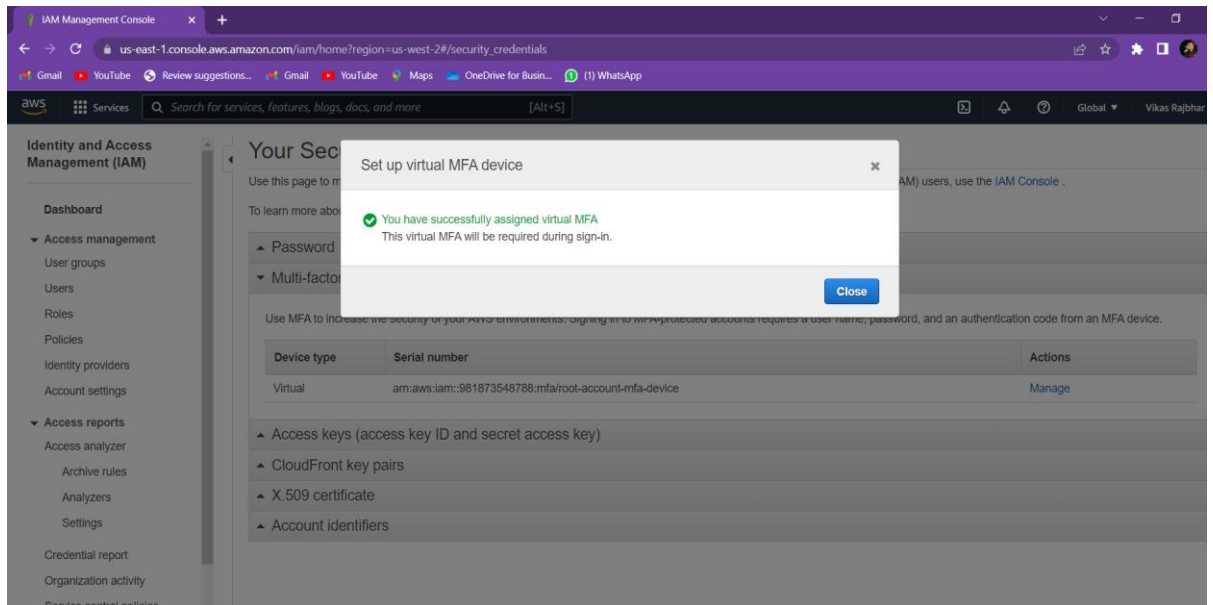 IAM Management Console
us-east-1.console.aws.amazon.com/iam/home?region=us-west-2#/security_credentials
Gmail YouTube Review suggestions... Gmail YouTube Maps OneDrive for Busin... (1) WhatsApp
aws Services Search for services, features, blogs, docs, and more [Alt+S] Global Vikas Rajbhar
Identity and Access
Management (IAM)
Dashboard
Access management
User groups
Users
Roles
Policies
Identity providers
Account settings
Access reports
Access analyzer
Archive rules
Analyzers
Settings
Credential report
Organization activity
Your Sec
Use this page to m
AM) users, use the IAM Console .
To learn more abo
Set up virtual MFA device
You have successfully assigned virtual MFA
This virtual MFA will be required during sign-in.
Close
Password
Multi-factor
Use MFA to increase the security of your AWS environments. Signing in to MFA-protected accounts requires a user name, password, and an authentication code from an MFA device.
Device type Serial number Actions
Virtual arn:aws:iam::981873548788:mfa/root-account-mfa-device Manage
Access keys (access key ID and secret access key)
CloudFront key pairs
X.509 certificate
Account identifiers